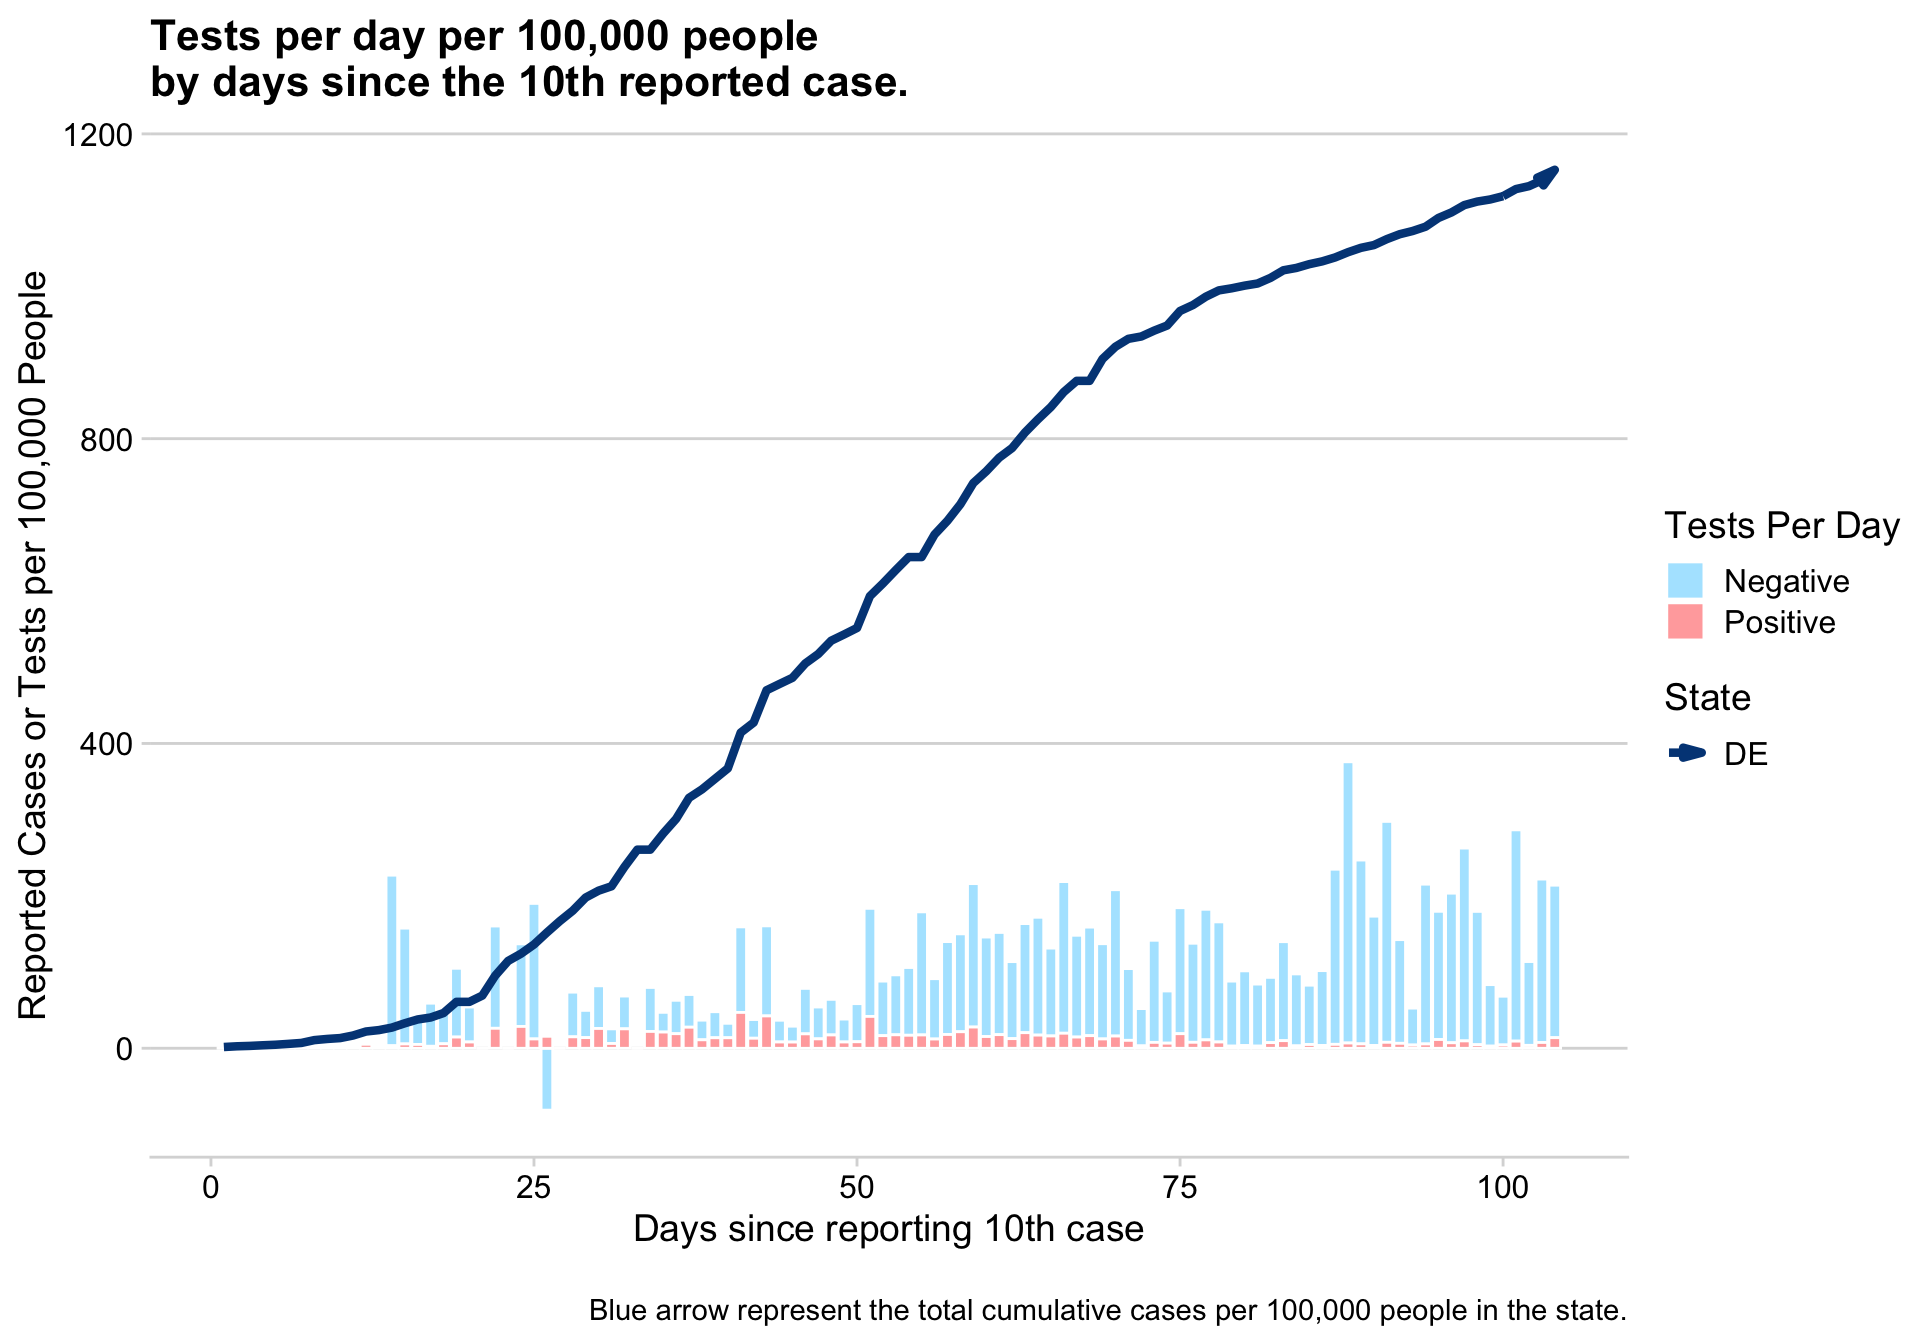 Tests per day per 100,000 people
by days since the 10th reported case.
Reported Cases or Tests per 100,000 People
1200
800
400
0
0
25
50
75
100
Days since reporting 10th case
Tests Per Day
Negative
Positive
State
DE
Blue arrow represent the total cumulative cases per 100,000 people in the state.